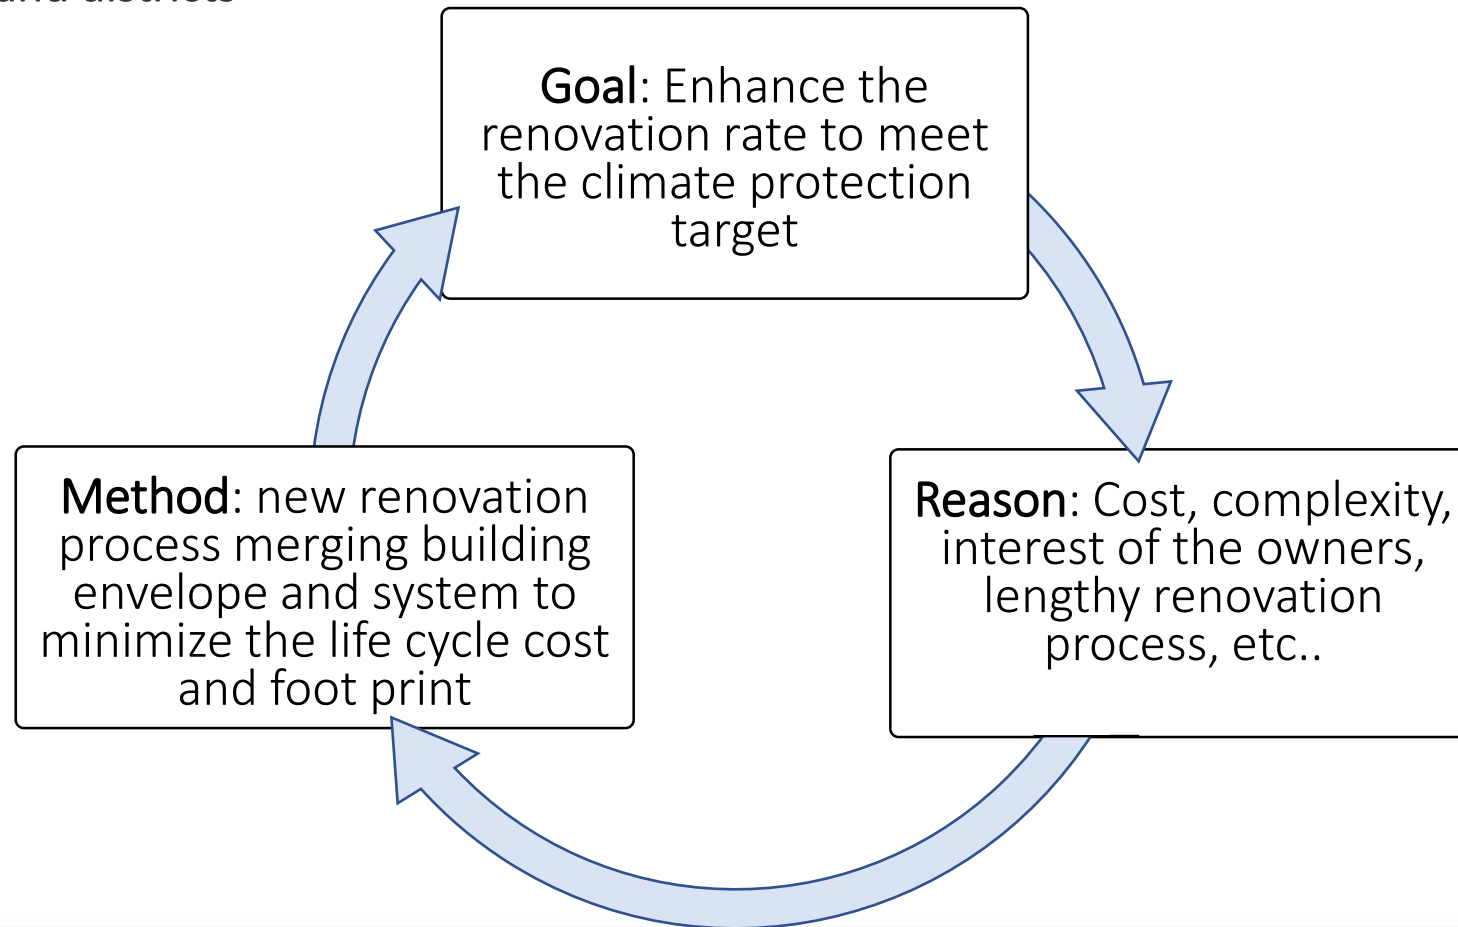 and districts
Goal: Enhance the
renovation rate to meet
the climate protection
target
Method: new renovation
process merging building
envelope and system to
minimize the life cycle cost
and foot print
Reason: Cost, complexity,
interest of the owners,
lengthy renovation
process, etc..